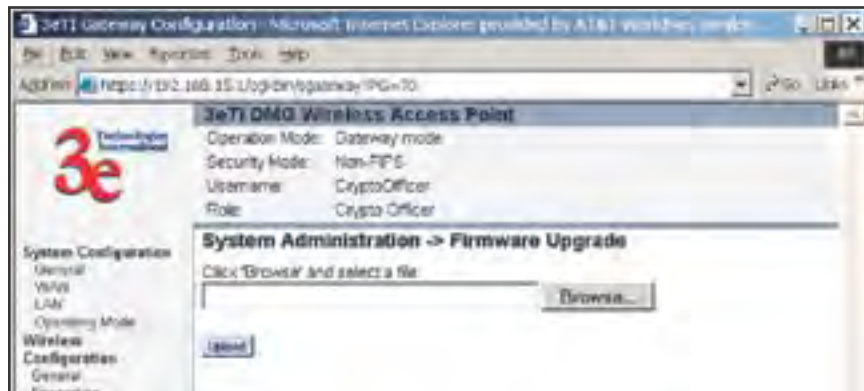 3eTI Gateway Configuration - Microsoft Internet Explorer provided by AT&T WorldNet Service
File Edit View Favorites Tools Help
Address https://192.168.15.1/cgi-bin/sgateway?PG=70 Go Links
3eTI DMG Wireless Access Point
3e Technologies International
Operation Mode: Gateway mode
Security Mode: Non-FIPS
Username: CryptoOfficer
Role: Crypto Officer
System Administration -> Firmware Upgrade
Click 'Browse' and select a file:
Browse...
Upload
System Configuration
General
WAN
LAN
Operating Mode
Wireless
Configuration
General